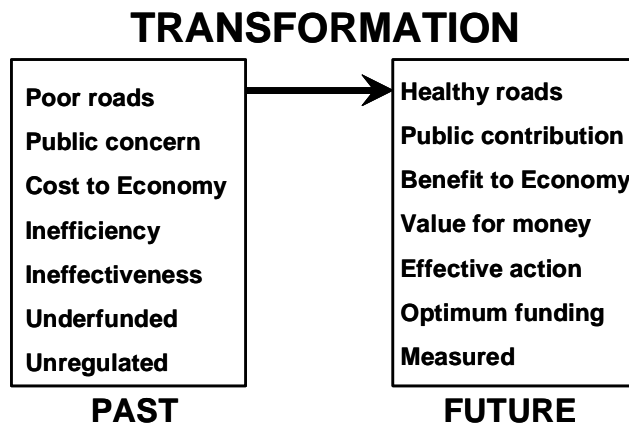 TRANSFORMATION
Poor roads
Public concern
Cost to Economy
Inefficiency
Ineffectiveness
Underfunded
Unregulated
PAST
Healthy roads
Public contribution
Benefit to Economy
Value for money
Effective action
Optimum funding
Measured
FUTURE